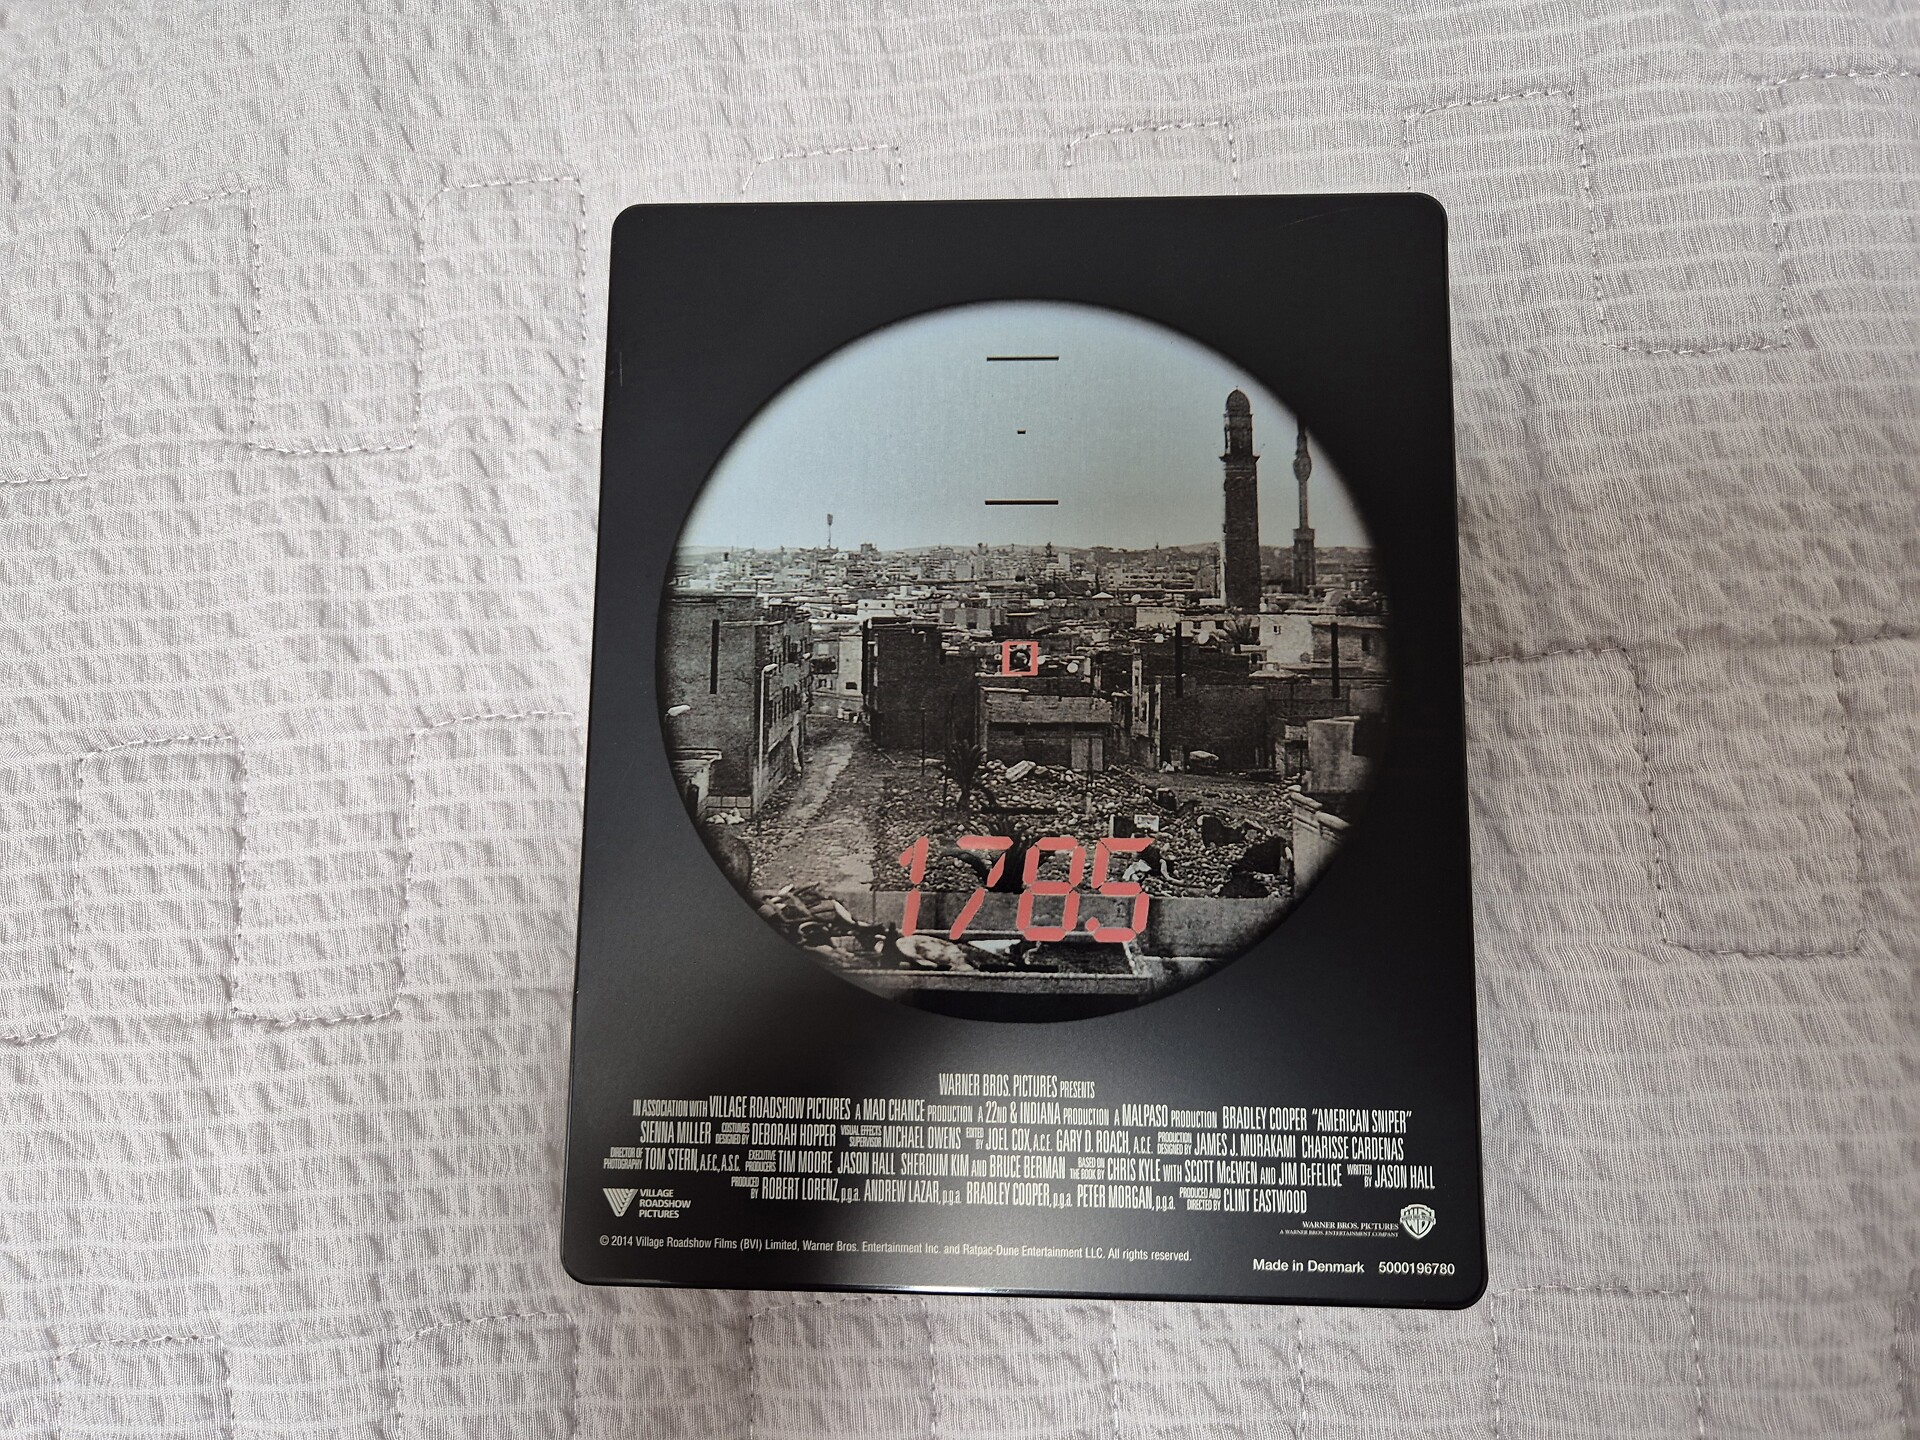 1785
WARNER BROS. PICTURES PRESENTS
IN ASSOCIATION WITH VILLAGE ROADSHOW PICTURES A MAD CHANCE PRODUCTION A 22ND & INDIANA PRODUCTION A MALPASO PRODUCTION BRADLEY COOPER "AMERICAN SNIPER"
SIENNA MILLER COSTUMES DESIGNED BY DEBORAH HOPPER VISUAL EFFECTS SUPERVISOR MICHAEL OWENS EDITED BY JOEL COX, A.C.E. GARY D. ROACH, A.C.E. PRODUCTION DESIGNED BY JAMES J. MURAKAMI CHARISSE CARDENAS
DIRECTOR OF PHOTOGRAPHY TOM STERN, A.F.C., A.S.C. EXECUTIVE PRODUCERS TIM MOORE JASON HALL SHEROUM KIM AND BRUCE BERMAN BASED ON THE BOOK BY CHRIS KYLE WITH SCOTT McEWEN AND JIM DeFELICE WRITTEN BY JASON HALL
PRODUCED BY ROBERT LORENZ, p.g.a. ANDREW LAZAR, p.g.a. BRADLEY COOPER, p.g.a. PETER MORGAN, p.g.a. PRODUCED AND DIRECTED BY CLINT EASTWOOD
VILLAGE
ROADSHOW
PICTURES
WARNER BROS. PICTURES
A WARNER BROS. ENTERTAINMENT COMPANY
© 2014 Village Roadshow Films (BVI) Limited, Warner Bros. Entertainment Inc. and Ratpac-Dune Entertainment LLC. All rights reserved.
Made in Denmark 5000196780